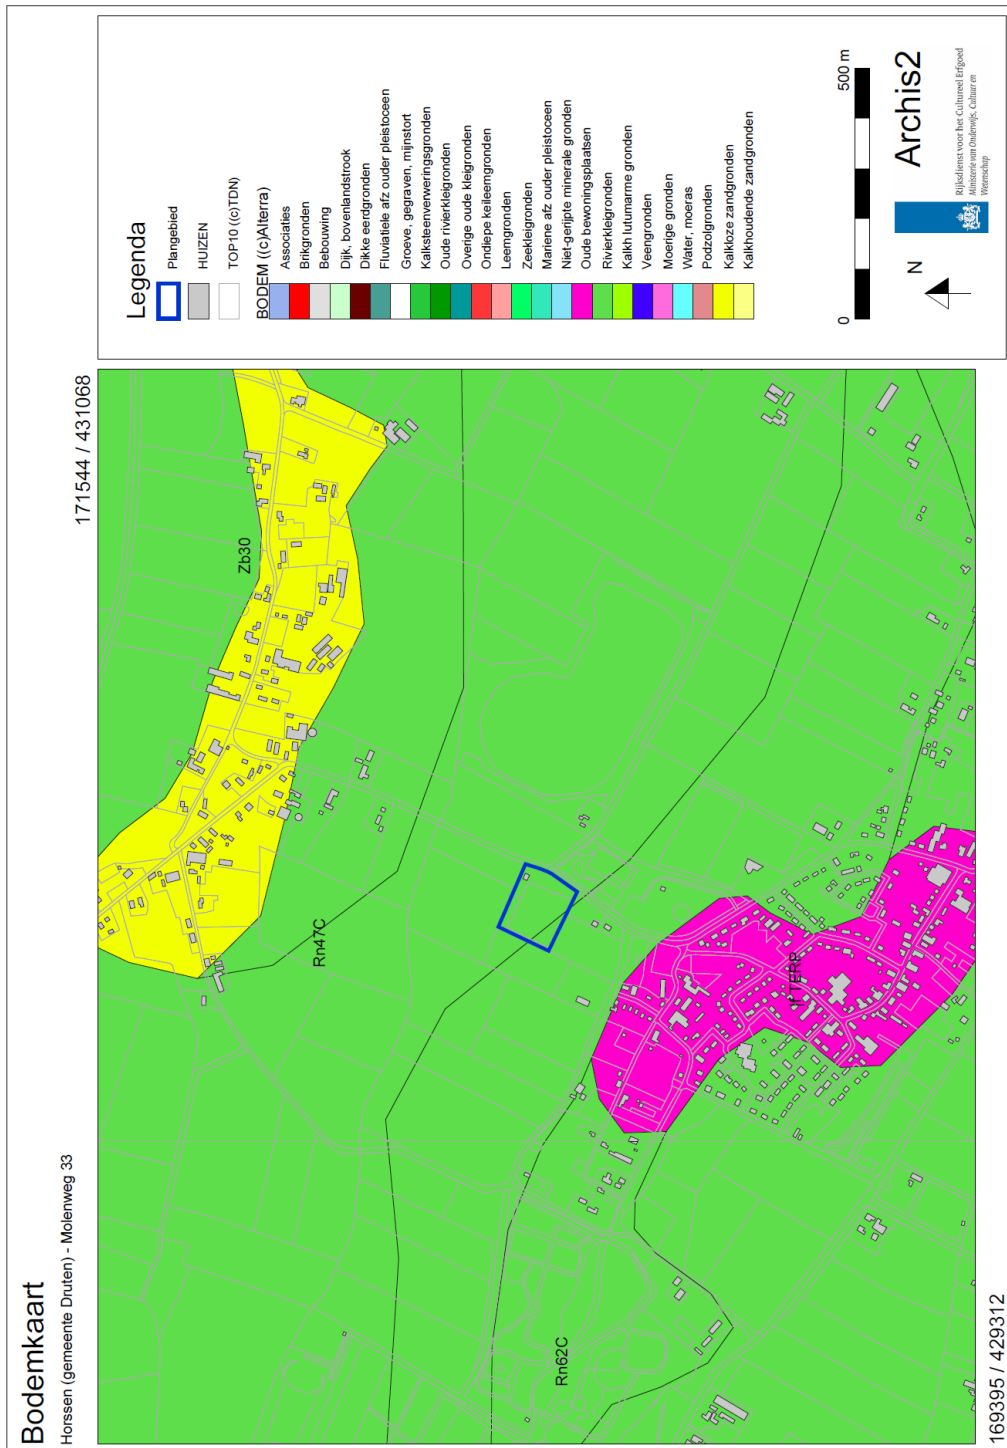 Bodemkaart
Horssen (gemeente Druten) - Molenweg 33
171544 / 431068
Zb30
Rn47C
Rn62C
|f TERP
169395 / 429312
Legenda
Plangebied
HUIZEN
TOP10 ((c)TDN)
BODEM ((c)Alterra)
Associaties
Brikgronden
Bebouwing
Dijk, bovenlandstrook
Dikke eerdgronden
Fluviallele afz ouder pleistoceen
Groeve, gegraven, mijnstort
Kalksteenverweringsgronden
Oude rivierkleigronden
Overige oude kleigronden
Ondiepe keileemgronden
Leemgronden
Zeekleigronden
Mariene afz ouder pleistoceen
Niet-gerijpte minerale gronden
Oude bewoningsplaatsen
Rivierkleigronden
Kalkh lutumarme gronden
Veengronden
Moerige gronden
Water, moeras
Podzolgronden
Kalkloze zandgronden
Kalkhoudende zandgronden
0
500 m
N
Archis2
Rijksdienst voor het Cultureel Erfgoed
Ministerie van Onderwijs, Cultuur en
Wetenschap